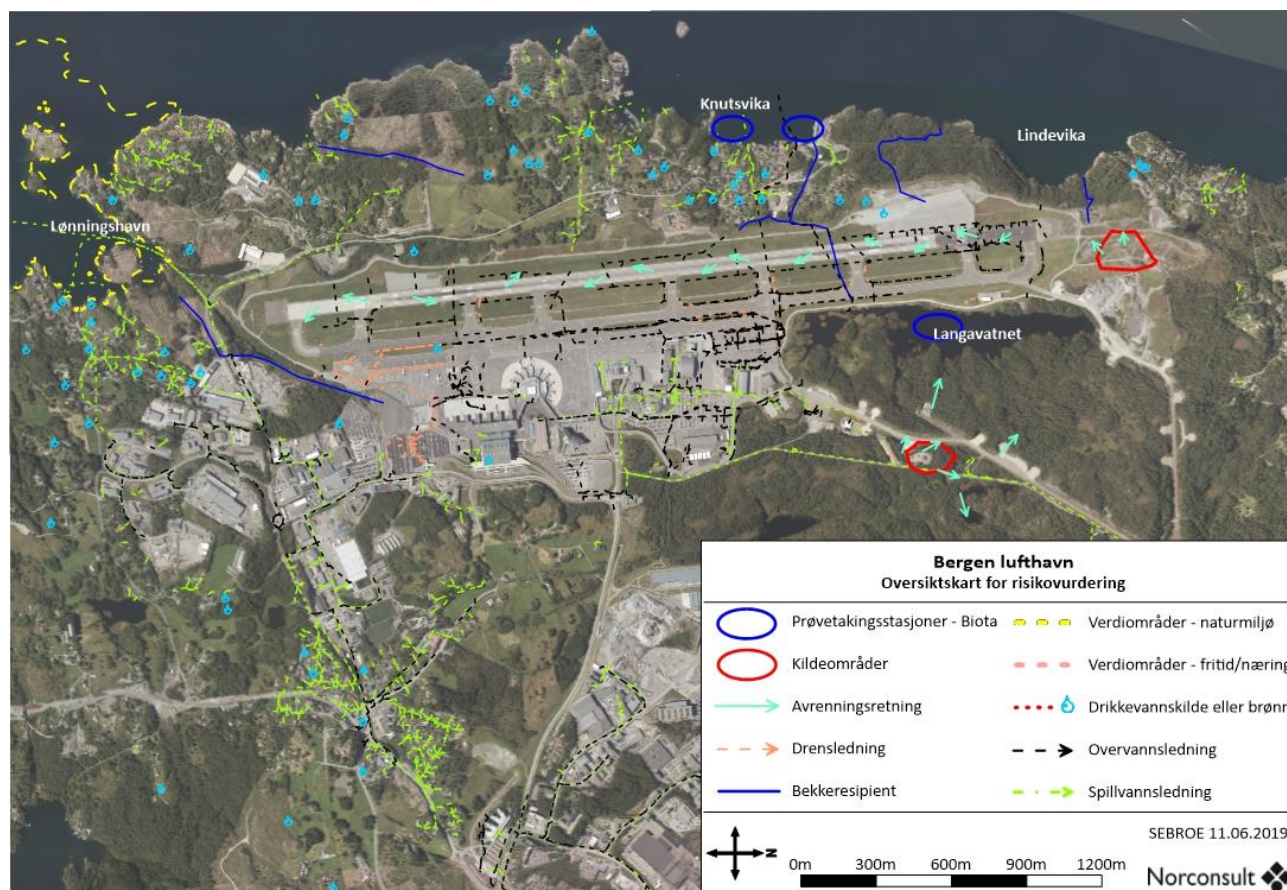 Knutsvika
Lindevika
Lønningshavn
Langavatnet
Bergen lufthavn
Oversiktskart for risikovurdering
Prøvetakingsstasjoner - Biota
Verdiområder - naturmiljø
Kildeområder
Verdiområder - fritid/næring
Avrenningsretning
Drikkevannskilde eller brønn
Drensledning
Overvannsledning
Bekkeresipient
Spillvannsledning
N
SEBROE 11.06.2019
0m 300m 600m 900m 1200m
Norconsult